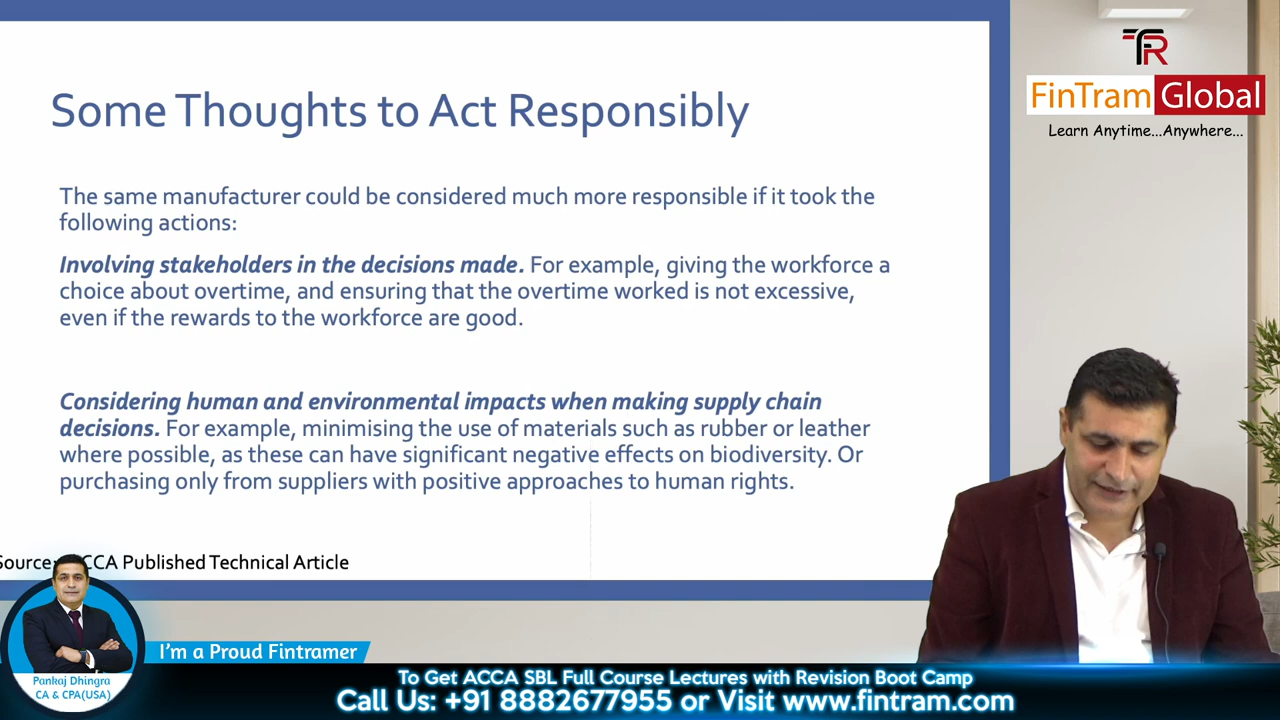 Some Thoughts to Act Responsibly
The same manufacturer could be considered much more responsible if it took the
following actions:
Involving stakeholders in the decisions made. For example, giving the workforce a
choice about overtime, and ensuring that the overtime worked is not excessive,
even if the rewards to the workforce are good.
Considering human and environmental impacts when making supply chain
decisions. For example, minimising the use of materials such as rubber or leather
where possible, as these can have significant negative effects on biodiversity. Or
purchasing only from suppliers with positive approaches to human rights.
Published Technical Article
FinTram Global
Learn Anytime...Anywhere...
I'm a Proud Fintramer
Pankaj Dhingra
CA & CPA(USA)
To Get ACCA SBL Full Course Lectures with Revision Boot Camp
Call Us: +91 8882677955 or Visit www.fintram.com